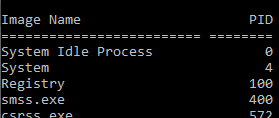 Image Name PID
========================= ========
System Idle Process 0
System 4
Registry 100
smss.exe 400
csrss.exe 572